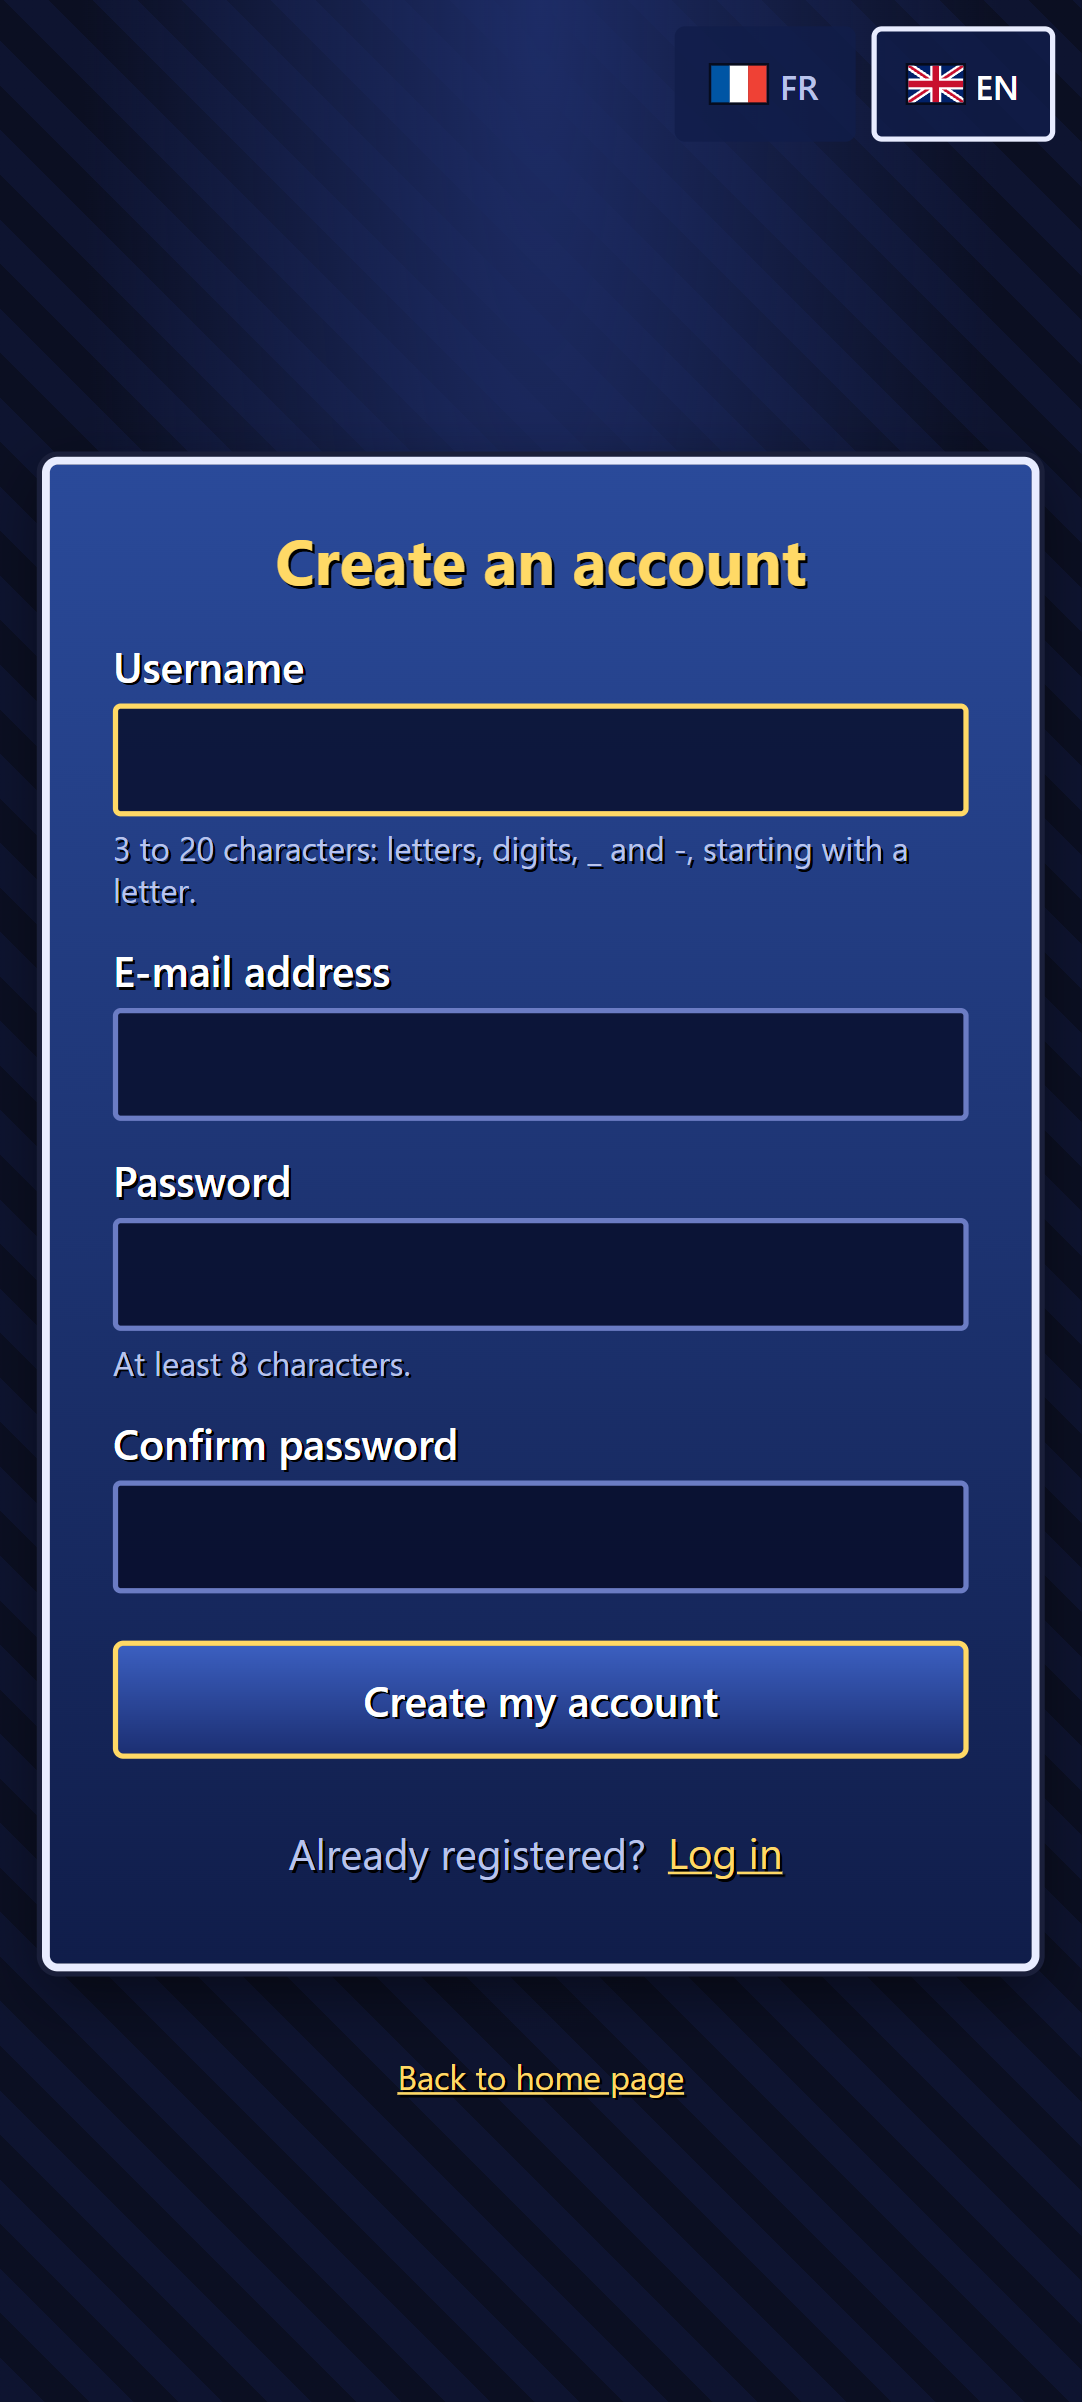 FR
EN
Create an account
Username
3 to 20 characters: letters, digits, _ and -, starting with a
letter.
E-mail address
Password
At least 8 characters.
Confirm password
Create my account
Already registered? Log in
Back to home page